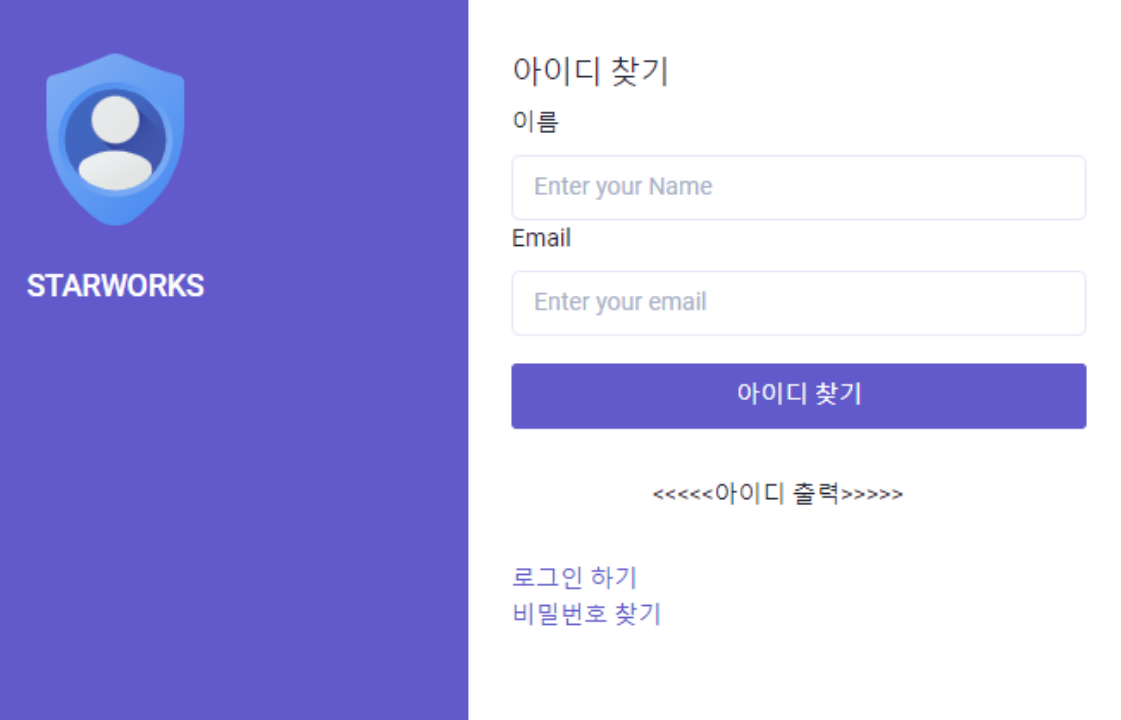 STARWORKS
아이디 찾기
이름
Enter your Name
Email
Enter your email
아이디 찾기
<<<<<아이디 출력>>>>>
로그인 하기
비밀번호 찾기